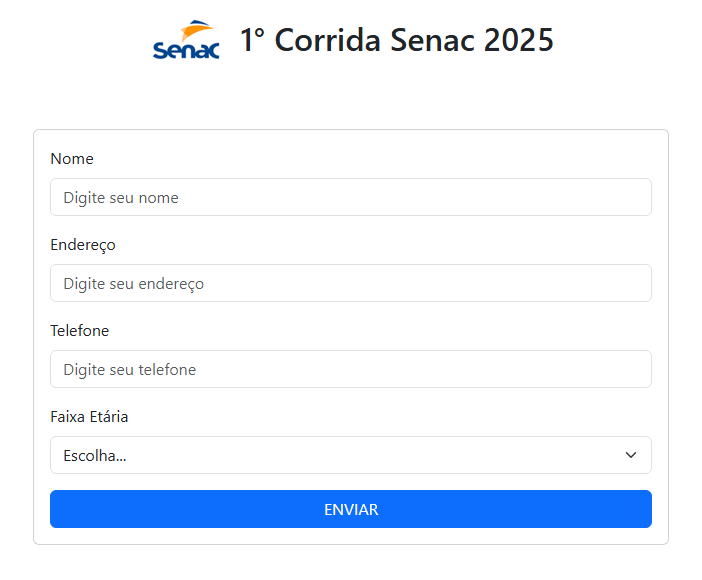 Senac 1° Corrida Senac 2025
Nome
Digite seu nome
Endereço
Digite seu endereço
Telefone
Digite seu telefone
Faixa Etária
Escolha...
ENVIAR